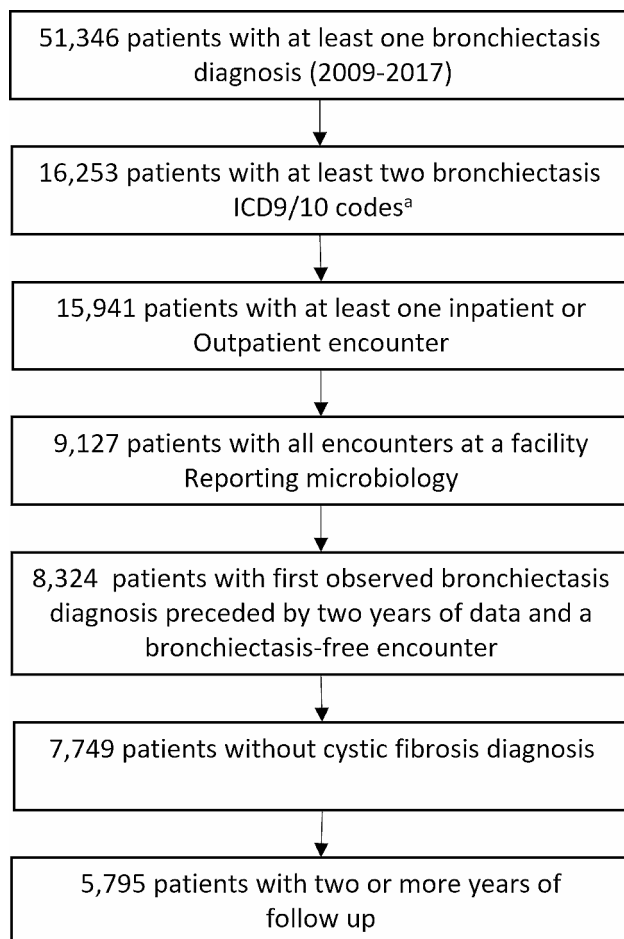 51,346 patients with at least one bronchiectasis
diagnosis (2009-2017)
16,253 patients with at least two bronchiectasis
ICD9/10 codesᵃ
15,941 patients with at least one inpatient or
Outpatient encounter
9,127 patients with all encounters at a facility
Reporting microbiology
8,324 patients with first observed bronchiectasis
diagnosis preceded by two years of data and a
bronchiectasis-free encounter
7,749 patients without cystic fibrosis diagnosis
5,795 patients with two or more years of
follow up